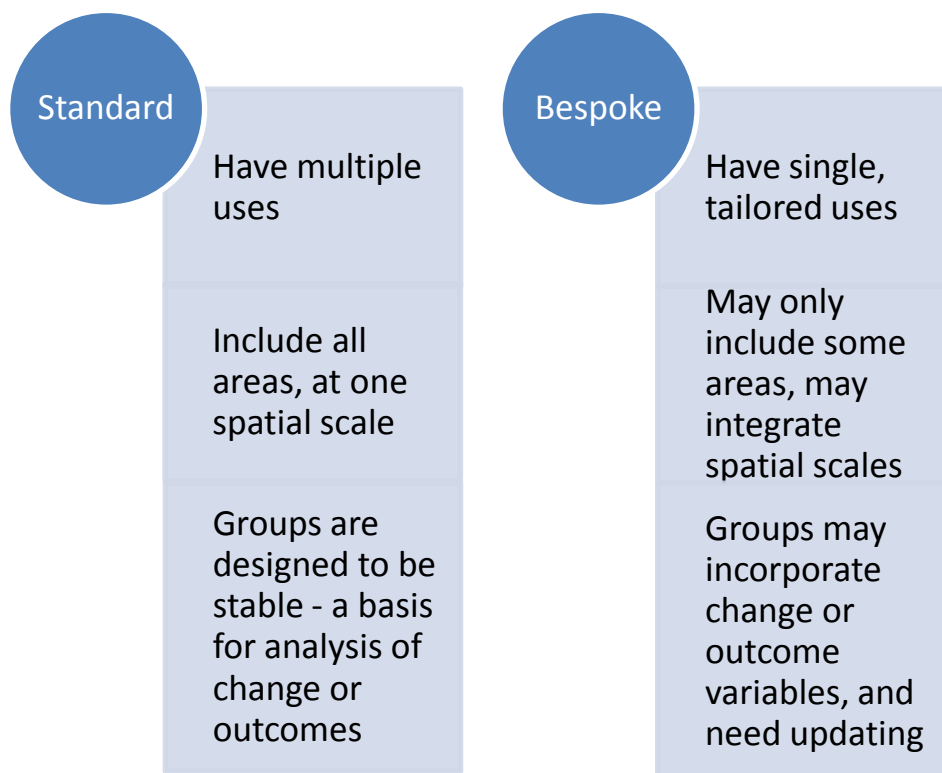 Standard
Have multiple
uses
Include all
areas, at one
spatial scale
Groups are
designed to be
stable - a basis
for analysis of
change or
outcomes
Bespoke
Have single,
tailored uses
May only
include some
areas, may
integrate
spatial scales
Groups may
incorporate
change or
outcome
variables, and
need updating